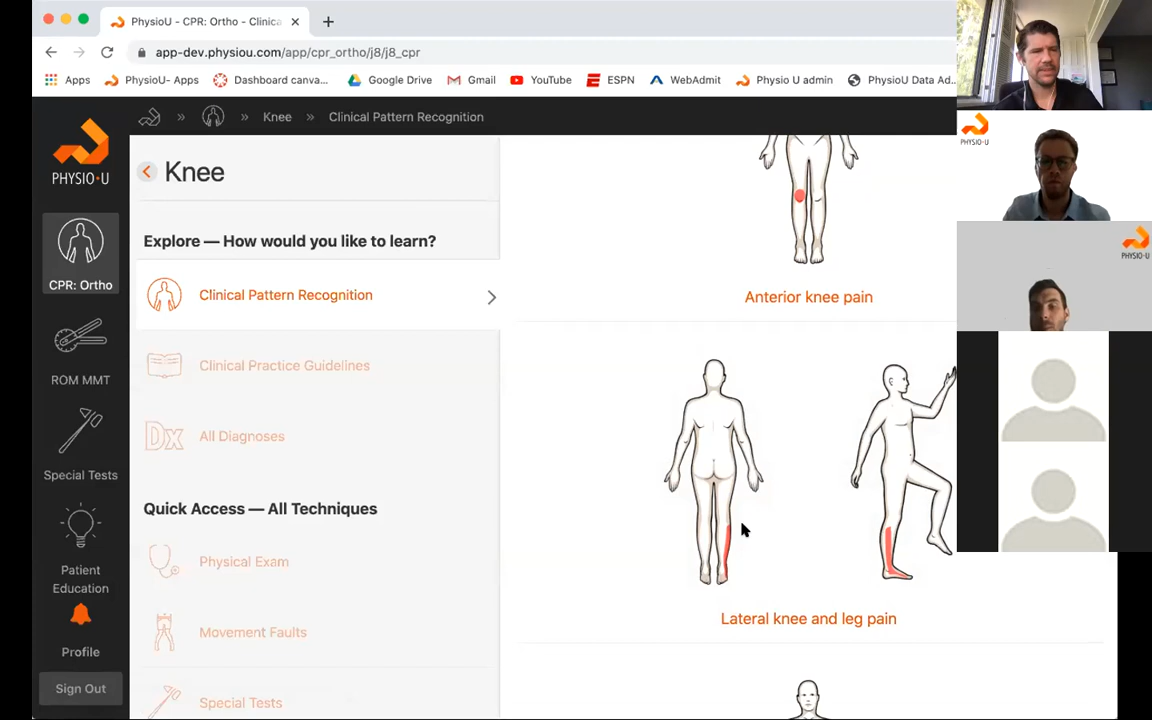 PhysioU - CPR: Ortho - Clinica
app-dev.physiou.com/app/cpr_ortho/j8/j8_cpr
Apps
PhysioU- Apps
Dashboard canva...
Google Drive
Gmail
YouTube
ESPN
WebAdmit
Physio U admin
PhysioU Data Ad..
» » Knee » Clinical Pattern Recognition
PHYSIO·U
CPR: Ortho
ROM MMT
Special Tests
Patient
Education
Profile
Sign Out
Knee
Explore — How would you like to learn?
Clinical Pattern Recognition
Clinical Practice Guidelines
Dx All Diagnoses
Quick Access — All Techniques
Physical Exam
Movement Faults
Special Tests
Anterior knee pain
Lateral knee and leg pain
PHYSIO·U
PHYSIO·U